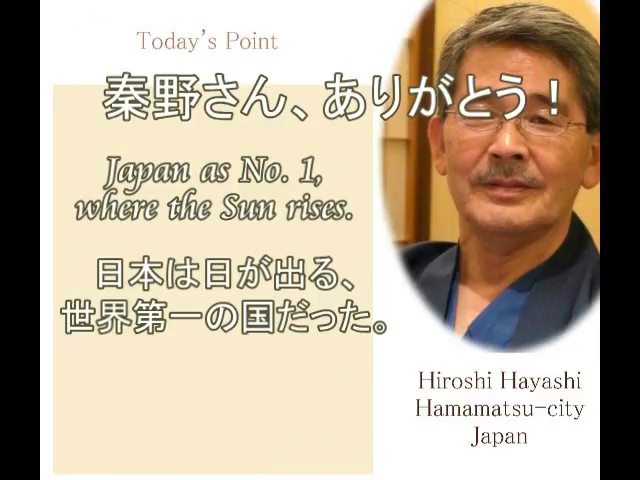 Today's Point
秦野さん、ありがとう！
Japan as No. 1,
where the Sun rises.
日本は日が出る、
世界第一の国だった。
Hiroshi Hayashi
Hamamatsu-city
Japan